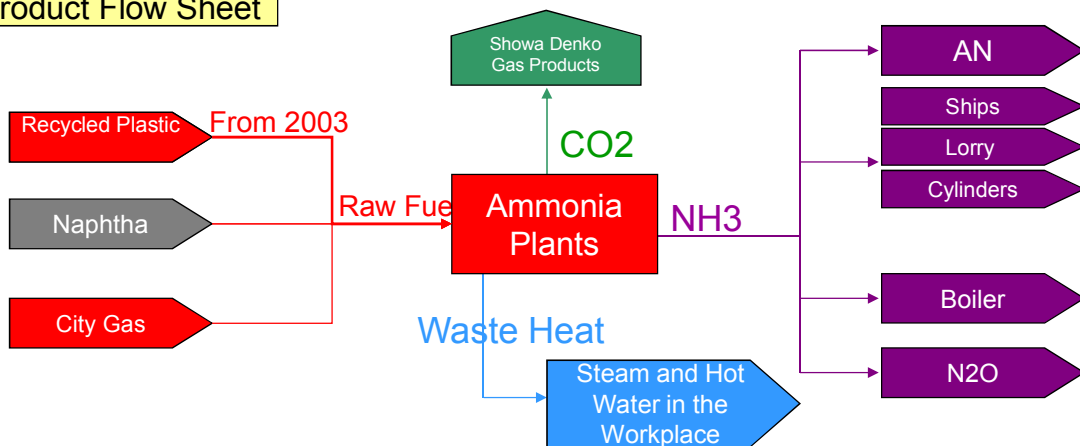 roduct Flow Sheet
Showa Denko
Gas Products
Recycled Plastic
From 2003
CO2
Naphtha
Raw Fue
Ammonia
Plants
NH3
City Gas
Waste Heat
Steam and Hot
Water in the
Workplace
AN
Ships
Lorry
Cylinders
Boiler
N2O